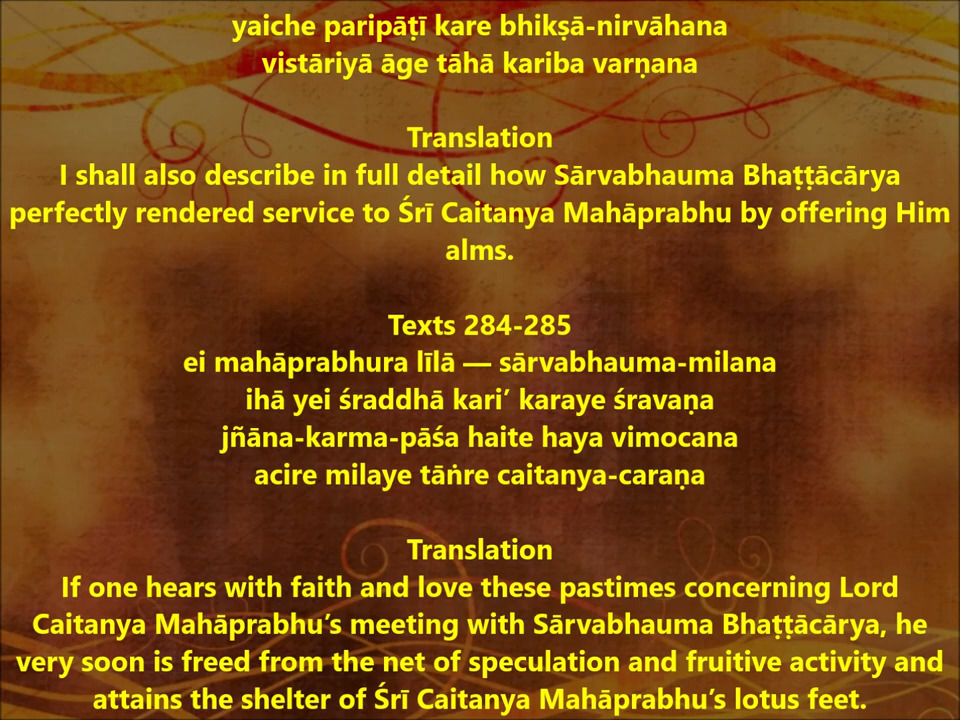 yaiche paripāṭī kare bhikṣā-nirvāhana
vistāriyā āge tāhā kariba varṇana
Translation
I shall also describe in full detail how Sārvabhauma Bhaṭṭācārya
perfectly rendered service to Śrī Caitanya Mahāprabhu by offering Him
alms.
Texts 284-285
ei mahāprabhura līlā — sārvabhauma-milana
ihā yei śraddhā kari’ karaye śravaṇa
jñāna-karma-pāśa haite haya vimocana
acire milaye tāṅre caitanya-caraṇa
Translation
If one hears with faith and love these pastimes concerning Lord
Caitanya Mahāprabhu’s meeting with Sārvabhauma Bhaṭṭācārya, he
very soon is freed from the net of speculation and fruitive activity and
attains the shelter of Śrī Caitanya Mahāprabhu’s lotus feet.